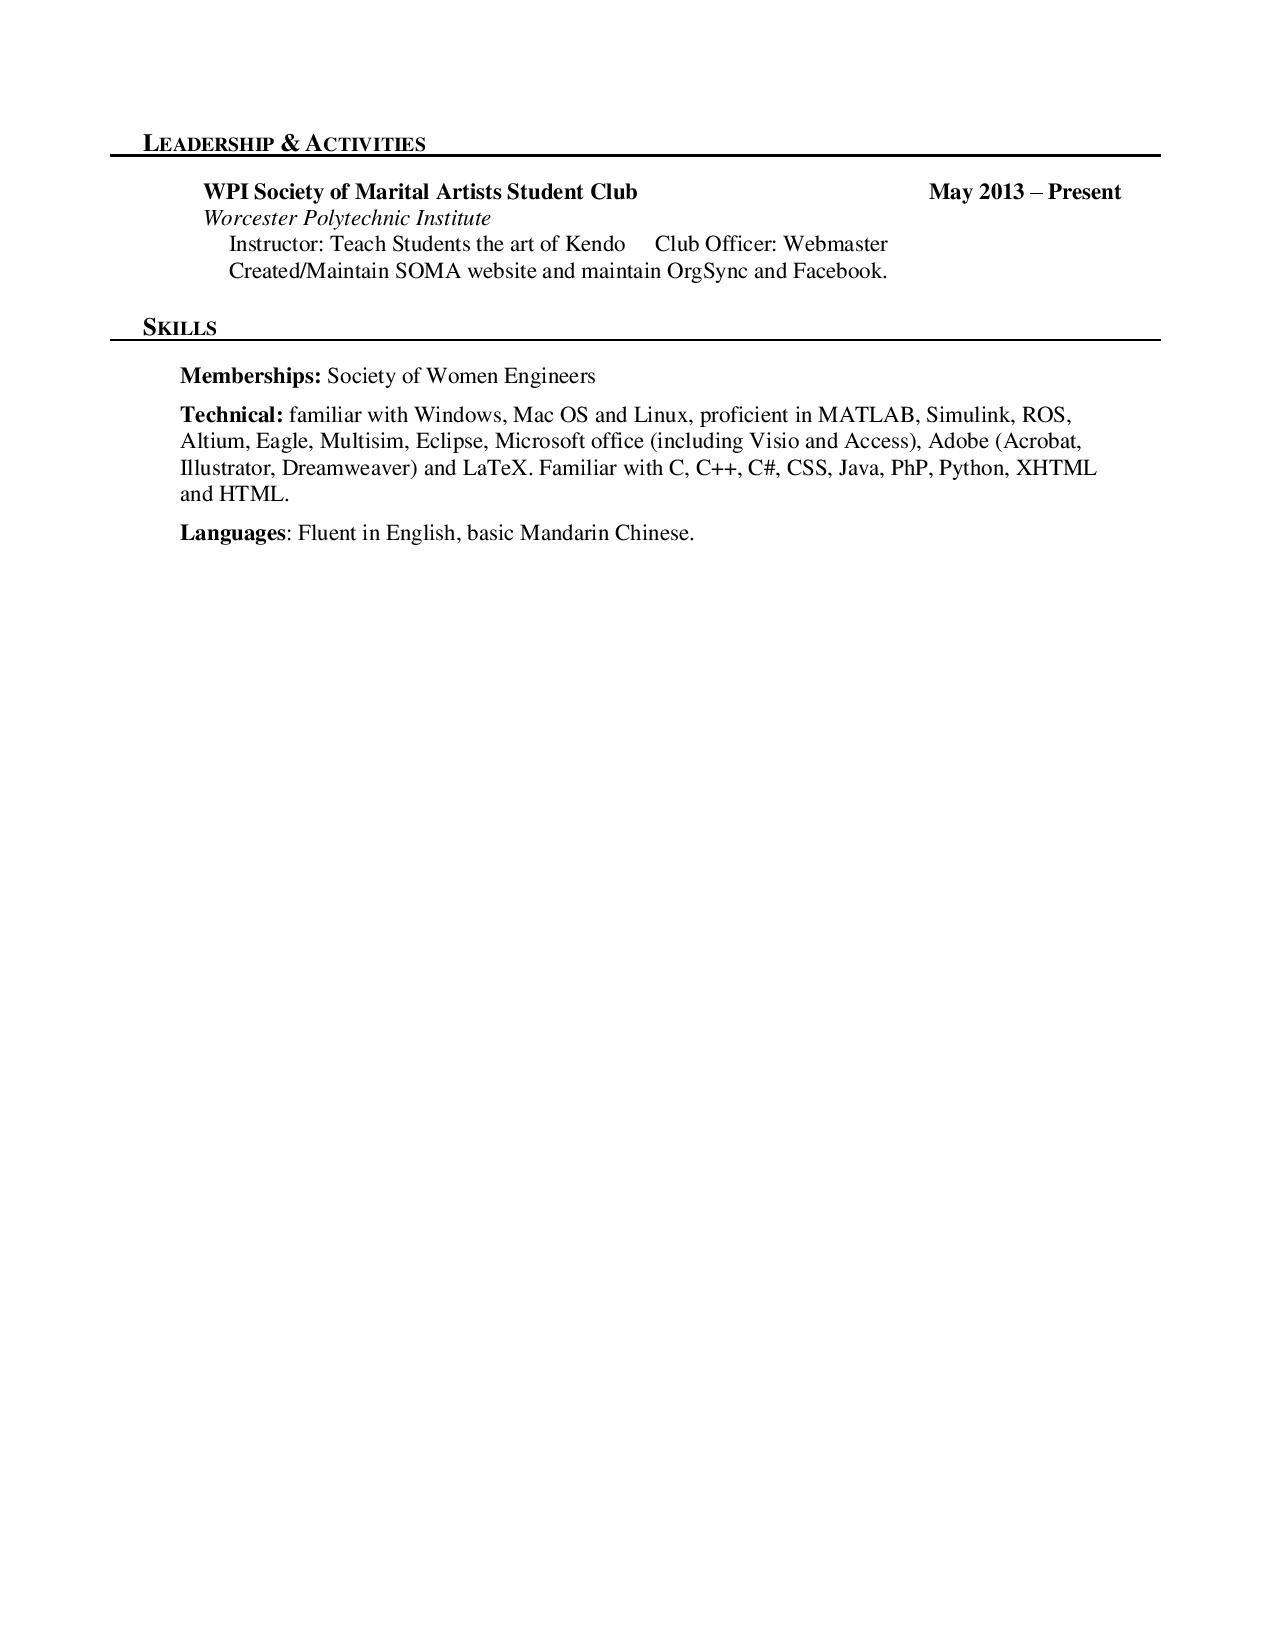 LEADERSHIP & ACTIVITIES
WPI Society of Marital Artists Student Club May 2013 – Present
Worcester Polytechnic Institute
Instructor: Teach Students the art of Kendo Club Officer: Webmaster
Created/Maintain SOMA website and maintain OrgSync and Facebook.
SKILLS
Memberships: Society of Women Engineers
Technical: familiar with Windows, Mac OS and Linux, proficient in MATLAB, Simulink, ROS,
Altium, Eagle, Multisim, Eclipse, Microsoft office (including Visio and Access), Adobe (Acrobat,
Illustrator, Dreamweaver) and LaTeX. Familiar with C, C++, C#, CSS, Java, PhP, Python, XHTML
and HTML.
Languages: Fluent in English, basic Mandarin Chinese.